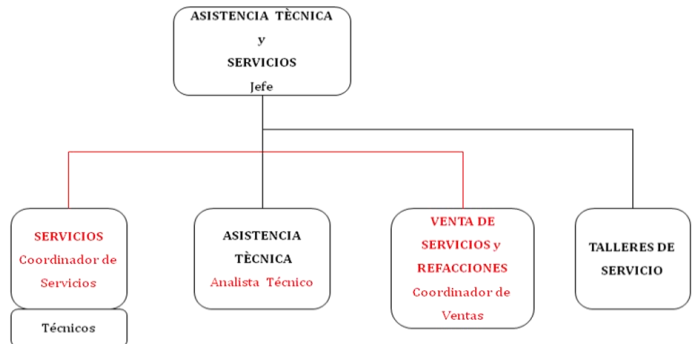 ASISTENCIA TÈCNICA
y
SERVICIOS
Jefe
SERVICIOS
Coordinador de
Servicios
Técnicos
ASISTENCIA
TÈCNICA
Analista Técnico
VENTA DE
SERVICIOS y
REFACCIONES
Coordinador de
Ventas
TALLERES DE
SERVICIO